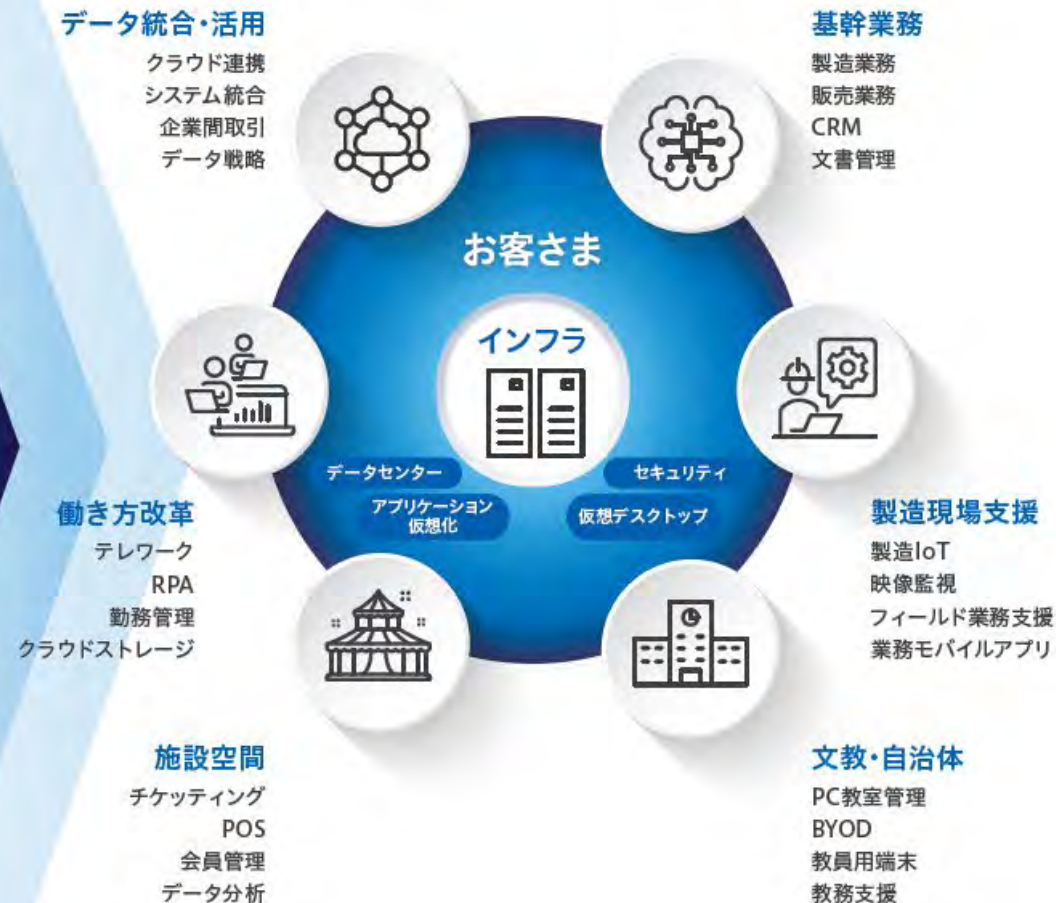 データ統合・活用
クラウド連携
システム統合
企業間取引
データ戦略
基幹業務
製造業務
販売業務
CRM
文書管理
お客さま
インフラ
データセンター
セキュリティ
アプリケーション
仮想化
仮想デスクトップ
働き方改革
テレワーク
RPA
勤務管理
クラウドストレージ
製造現場支援
製造IoT
映像監視
フィールド業務支援
業務モバイルアプリ
施設空間
チケッティング
POS
会員管理
データ分析
文教・自治体
PC教室管理
BYOD
教員用端末
教務支援